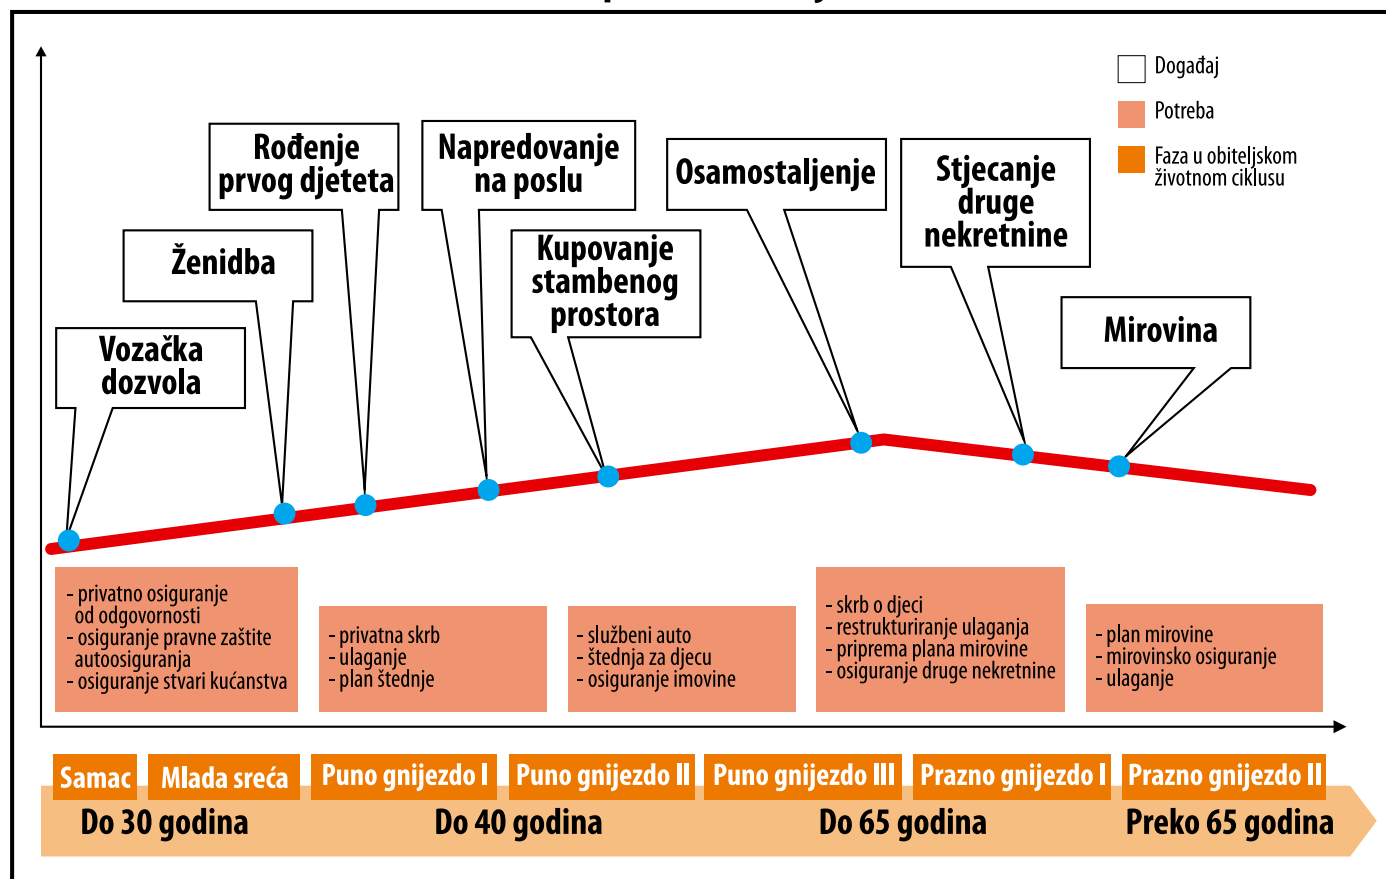 Događaj
Potreba
Faza u obiteljskom
životnom ciklusu
Rođenje
prvog djeteta
Napredovanje
na poslu
Osamostaljenje
Stjecanje
druge
nekretnine
Ženidba
Kupovanje
stambenog
prostora
Vozačka
dozvola
Mirovina
- privatno osiguranje
od odgovornosti
- osiguranje pravne zaštite
autoosiguranja
- osiguranje stvari kućanstva
- privatna skrb
- ulaganje
- plan štednje
- službeni auto
- štednja za djecu
- osiguranje imovine
- skrb o djeci
- restrukturiranje ulaganja
- priprema plana mirovine
- osiguranje druge nekretnine
- plan mirovine
- mirovinsko osiguranje
- ulaganje
Samac
Mlada sreća
Puno gnijezdo I
Puno gnijezdo II
Puno gnijezdo III
Prazno gnijezdo I
Prazno gnijezdo II
Do 30 godina
Do 40 godina
Do 65 godina
Preko 65 godina